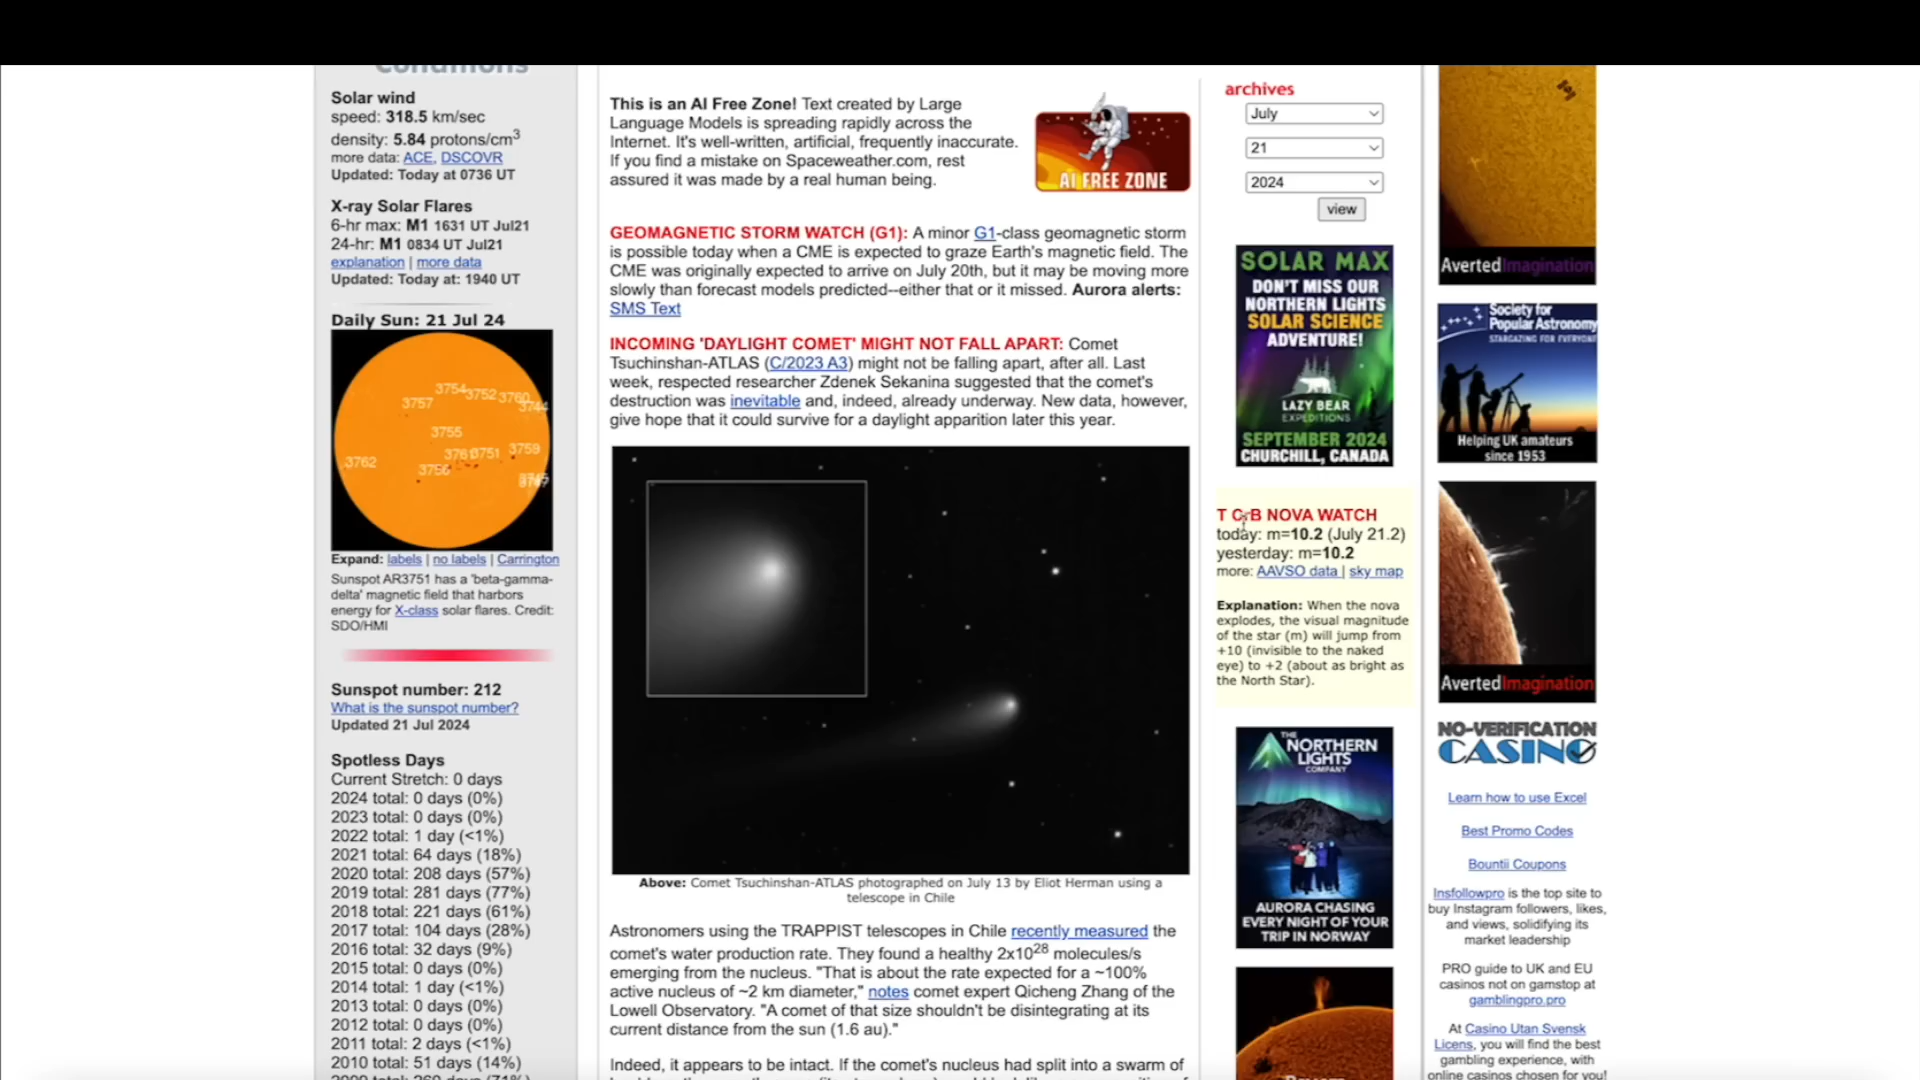 Conditions
Solar wind
speed: 318.5 km/sec
density: 5.84 protons/cm3
more data: ACE, DSCOVR
Updated: Today at 0736 UT
X-ray Solar Flares
6-hr max: M1 1631 UT Jul21
24-hr: M1 0834 UT Jul21
explanation | more data
Updated: Today at: 1940 UT
Daily Sun: 21 Jul 24
3754
3752
3760
3744
3757
3755
3759
3751
3762
3756
Expand: labels | no labels | Carrington
Sunspot AR3751 has a 'beta-gamma-
delta' magnetic field that harbors
energy for X-class solar flares. Credit:
SDO/HMI
Sunspot number: 212
What is the sunspot number?
Updated 21 Jul 2024
Spotless Days
Current Stretch: 0 days
2024 total: 0 days (0%)
2023 total: 0 days (0%)
2022 total: 1 day (<1%)
2021 total: 64 days (18%)
2020 total: 208 days (57%)
2019 total: 281 days (77%)
2018 total: 221 days (61%)
2017 total: 104 days (28%)
2016 total: 32 days (9%)
2015 total: 0 days (0%)
2014 total: 1 day (<1%)
2013 total: 0 days (0%)
2012 total: 0 days (0%)
2011 total: 2 days (<1%)
2010 total: 51 days (14%)
This is an AI Free Zone! Text created by Large
Language Models is spreading rapidly across the
Internet. It's well-written, artificial, frequently inaccurate.
If you find a mistake on Spaceweather.com, rest
assured it was made by a real human being.
AI FREE ZONE
GEOMAGNETIC STORM WATCH (G1): A minor G1-class geomagnetic storm
is possible today when a CME is expected to graze Earth's magnetic field. The
CME was originally expected to arrive on July 20th, but it may be moving more
slowly than forecast models predicted--either that or it missed. Aurora alerts:
SMS Text
INCOMING 'DAYLIGHT COMET' MIGHT NOT FALL APART: Comet
Tsuchinshan-ATLAS (C/2023 A3) might not be falling apart, after all. Last
week, respected researcher Zdenek Sekanina suggested that the comet's
destruction was inevitable and, indeed, already underway. New data, however,
give hope that it could survive for a daylight apparition later this year.
Above: Comet Tsuchinshan-ATLAS photographed on July 13 by Eliot Herman using a
telescope in Chile
Astronomers using the TRAPPIST telescopes in Chile recently measured the
comet's water production rate. They found a healthy 2x10^28 molecules/s
emerging from the nucleus. "That is about the rate expected for a ~100%
active nucleus of ~2 km diameter," notes comet expert Qicheng Zhang of the
Lowell Observatory. "A comet of that size shouldn't be disintegrating at its
current distance from the sun (1.6 au)."
Indeed, it appears to be intact. If the comet's nucleus had split into a swarm of
archives
July
21
2024
view
SOLAR MAX
DON'T MISS OUR
NORTHERN LIGHTS
SOLAR SCIENCE
ADVENTURE!
LAZY BEAR
EXPEDITIONS
SEPTEMBER 2024
CHURCHILL, CANADA
T CrB NOVA WATCH
today: m=10.2 (July 21.2)
yesterday: m=10.2
more: AAVSO data | sky map
Explanation: When the nova
explodes, the visual magnitude
of the star (m) will jump from
+10 (invisible to the naked
eye) to +2 (about as bright as
the North Star).
THE
NORTHERN
LIGHTS
COMPANY
AURORA CHASING
EVERY NIGHT OF YOUR
TRIP IN NORWAY
AvertedImagination
Society for
Popular Astronomy
STARGAZING FOR EVERYONE
Helping UK amateurs
since 1953
AvertedImagination
NO-VERIFICATION
CASINO
Learn how to use Excel
Best Promo Codes
Bountii Coupons
Insfollowpro is the top site to
buy Instagram followers, likes,
and views, solidifying its
market leadership
PRO guide to UK and EU
casinos not on gamstop at
gamblingpro.pro
At Casino Utan Svensk
Licens, you will find the best
gambling experience, with
online casinos chosen for you!